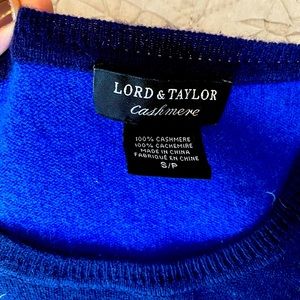 LORD & TAYLOR
Cashmere
100% CASHMERE
100% CACHEMIRE
MADE IN CHINA
FABRIQUÉ EN CHINE
S/P